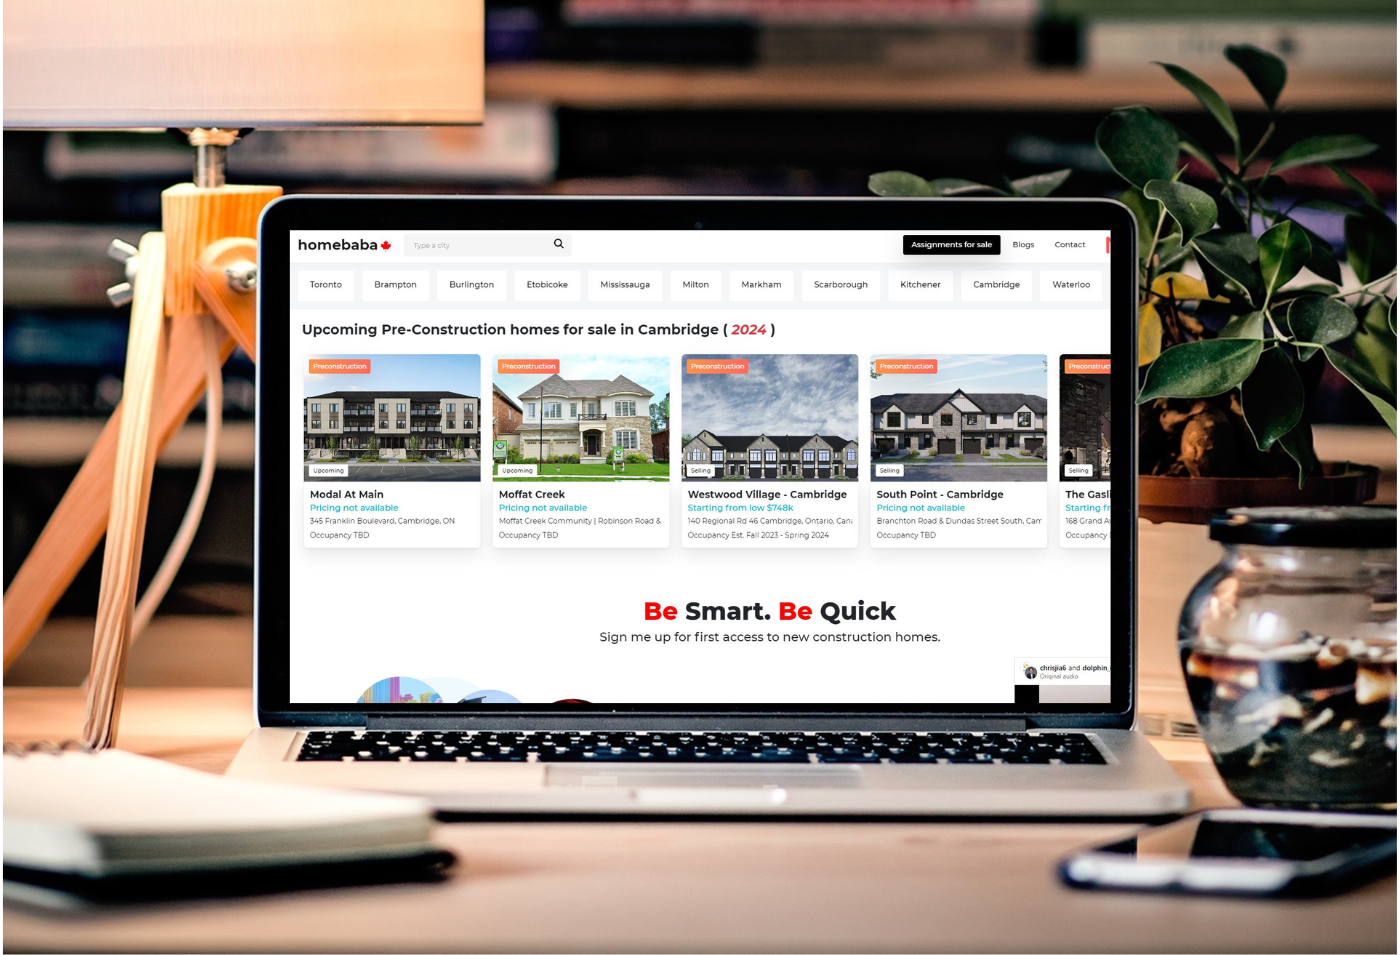 homebaba
Type a city
Assignments for sale
Blogs
Contact
Toronto
Brampton
Burlington
Etobicoke
Mississauga
Milton
Markham
Scarborough
Kitchener
Cambridge
Waterloo
Upcoming Pre-Construction homes for sale in Cambridge ( 2024 )
Preconstruction
Upcoming
Modal At Main
Pricing not available
345 Franklin Boulevard, Cambridge, ON
Occupancy TBD
Preconstruction
Upcoming
Moffat Creek
Pricing not available
Moffat Creek Community | Robinson Road &
Occupancy TBD
Preconstruction
Selling
Westwood Village - Cambridge
Starting from low $748k
140 Regional Rd 46 Cambridge, Ontario,
Occupancy Est. Fall 2023 - Spring 2024
Preconstruction
Selling
South Point - Cambridge
Pricing not available
Branchton Road & Dundas Street South,
Occupancy TBD
Selling
The
Starting
168 Grand
Occupancy
Be Smart. Be Quick
Sign me up for first access to new construction homes.
chrisjia6 and dolphin
Original audio